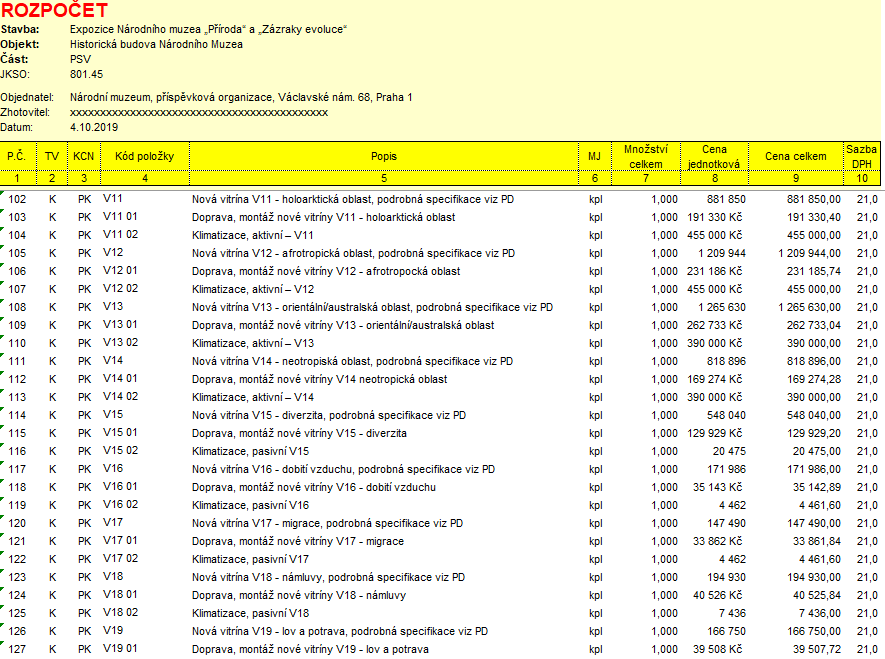 ROZPOČET
Stavba: Expozice Národního muzea „Příroda“ a „Zázraky evoluce“
Objekt: Historická budova Národního Muzea
Část: PSV
JKSO: 801.45
Objednatel: Národní muzeum, příspěvková organizace, Václavské nám. 68, Praha 1
Zhotovitel: xxxxxxxxxxxxxxxxxxxxxxxxxxxxxxxxxxxxxxxxxxx
Datum: 4.10.2019
P.Č. TV KCN Kód položky Popis MJ Množství celkem Cena jednotková Cena celkem Sazba DPH
1 2 3 4 5 6 7 8 9 10
102 K PK V11 Nová vitrína V11 - holoarktická oblast, podrobná specifikace viz PD kpl 1,000 881 850 881 850,00 21,0
103 K PK V11 01 Doprava, montáž nové vitríny V11 - holoarktická oblast kpl 1,000 191 330 Kč 191 330,40 21,0
104 K PK V11 02 Klimatizace, aktivní – V11 kpl 1,000 455 000 Kč 455 000,00 21,0
105 K PK V12 Nová vitrína V12 - afrotropická oblast, podrobná specifikace viz PD kpl 1,000 1 209 944 1 209 944,00 21,0
106 K PK V12 01 Doprava, montáž nové vitríny V12 - afrotropocká oblast kpl 1,000 231 186 Kč 231 185,74 21,0
107 K PK V12 02 Klimatizace, aktivní – V12 kpl 1,000 455 000 Kč 455 000,00 21,0
108 K PK V13 Nová vitrína V13 - orientální/australská oblast, podrobná specifikace viz PD kpl 1,000 1 265 630 1 265 630,00 21,0
109 K PK V13 01 Doprava, montáž nové vitríny V13 - orientální/australská oblast kpl 1,000 262 733 Kč 262 733,04 21,0
110 K PK V13 02 Klimatizace, aktivní – V13 kpl 1,000 390 000 Kč 390 000,00 21,0
111 K PK V14 Nová vitrína V14 - neotropiská oblast, podrobná specifikace viz PD kpl 1,000 818 896 818 896,00 21,0
112 K PK V14 01 Doprava, montáž nové vitríny V14 neotropická oblast kpl 1,000 169 274 Kč 169 274,28 21,0
113 K PK V14 02 Klimatizace, aktivní – V14 kpl 1,000 390 000 Kč 390 000,00 21,0
114 K PK V15 Nová vitrína V15 - diverzita, podrobná specifikace viz PD kpl 1,000 548 040 548 040,00 21,0
115 K PK V15 01 Doprava, montáž nové vitríny V15 - diverzita kpl 1,000 129 929 Kč 129 929,20 21,0
116 K PK V15 02 Klimatizace, pasivní V15 kpl 1,000 20 475 20 475,00 21,0
117 K PK V16 Nová vitrína V16 - dobití vzduchu, podrobná specifikace viz PD kpl 1,000 171 986 171 986,00 21,0
118 K PK V16 01 Doprava, montáž nové vitríny V16 - dobití vzduchu kpl 1,000 35 143 Kč 35 142,89 21,0
119 K PK V16 02 Klimatizace, pasivní V16 kpl 1,000 4 462 4 461,60 21,0
120 K PK V17 Nová vitrína V17 - migrace, podrobná specifikace viz PD kpl 1,000 147 490 147 490,00 21,0
121 K PK V17 01 Doprava, montáž nové vitríny V17 - migrace kpl 1,000 33 862 Kč 33 861,84 21,0
122 K PK V17 02 Klimatizace, pasivní V17 kpl 1,000 4 462 4 461,60 21,0
123 K PK V18 Nová vitrína V18 - námluvy, podrobná specifikace viz PD kpl 1,000 194 930 194 930,00 21,0
124 K PK V18 01 Doprava, montáž nové vitríny V18 - námluvy kpl 1,000 40 526 Kč 40 525,84 21,0
125 K PK V18 02 Klimatizace, pasivní V18 kpl 1,000 7 436 7 436,00 21,0
126 K PK V19 Nová vitrína V19 - lov a potrava, podrobná specifikace viz PD kpl 1,000 166 750 166 750,00 21,0
127 K PK V19 01 Doprava, montáž nové vitríny V19 - lov a potrava kpl 1,000 39 508 Kč 39 507,72 21,0